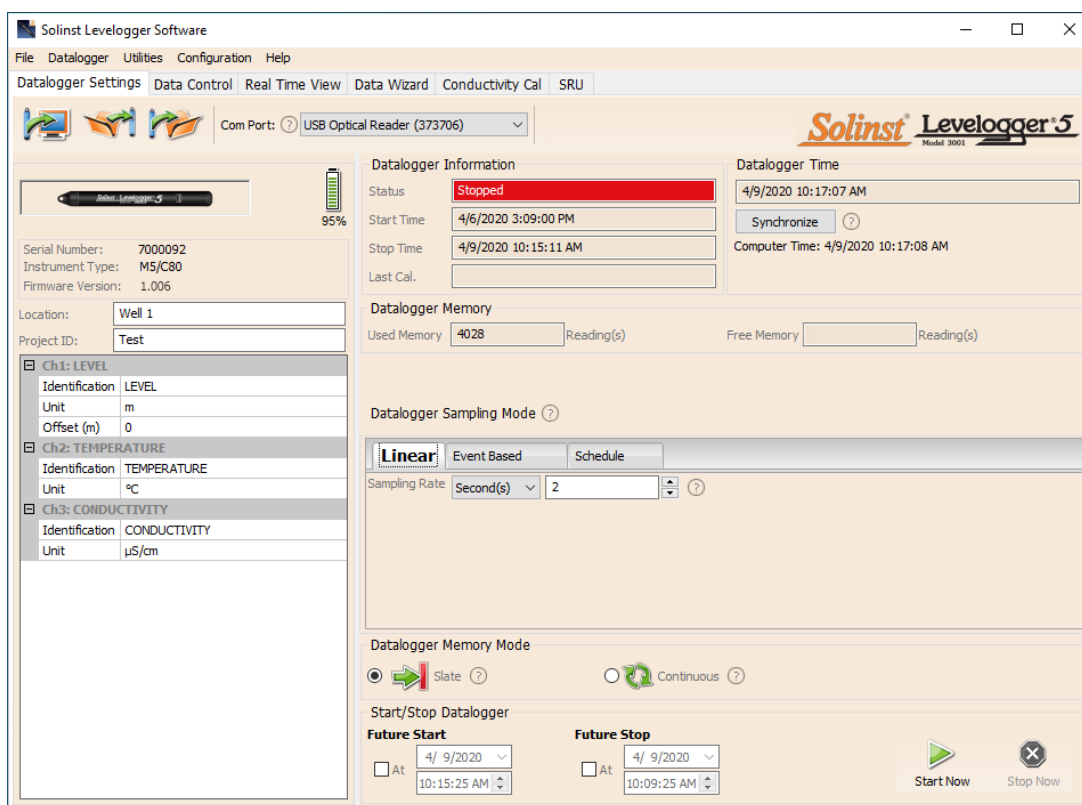 Solinst Levelogger Software
File Datalogger Utilities Configuration Help
Datalogger Settings Data Control Real Time View Data Wizard Conductivity Cal SRU
Com Port: ? USB Optical Reader (373706)
Solinst® Levelogger® 5
Model 3001
Solinst Levelogger 5
95%
Serial Number: 7000092
Instrument Type: M5/C80
Firmware Version: 1.006
Location: Well 1
Project ID: Test
Ch1: LEVEL
Identification LEVEL
Unit m
Offset (m) 0
Ch2: TEMPERATURE
Identification TEMPERATURE
Unit ºC
Ch3: CONDUCTIVITY
Identification CONDUCTIVITY
Unit µS/cm
Datalogger Information
Status Stopped
Start Time 4/6/2020 3:09:00 PM
Stop Time 4/9/2020 10:15:11 AM
Last Cal.
Datalogger Time
4/9/2020 10:17:07 AM
Synchronize ?
Computer Time: 4/9/2020 10:17:08 AM
Datalogger Memory
Used Memory 4028 Reading(s) Free Memory Reading(s)
Datalogger Sampling Mode ?
Linear Event Based Schedule
Sampling Rate Second(s) 2 ?
Datalogger Memory Mode
Slate ? Continuous ?
Start/Stop Datalogger
Future Start
At 4/ 9/2020
10:15:25 AM
Future Stop
At 4/ 9/2020
10:09:25 AM
Start Now Stop Now